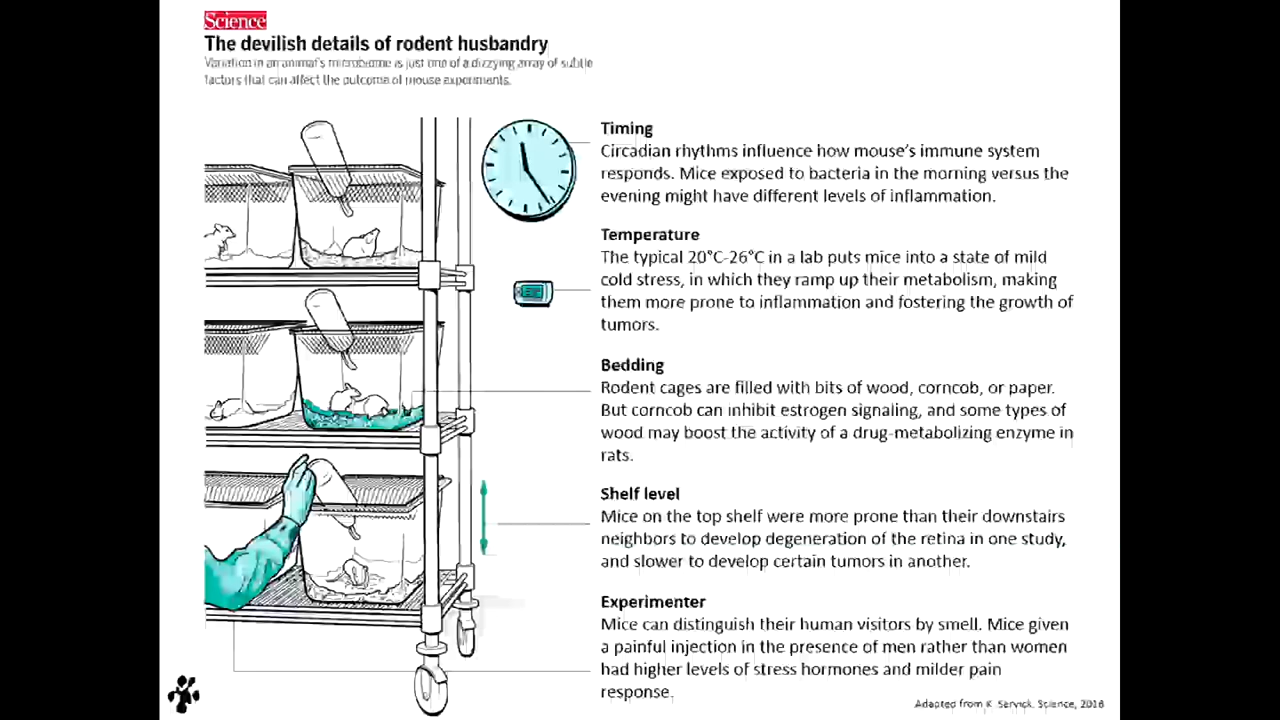 Science
The devilish details of rodent husbandry
Variation in an animal's microbiome is just one of a dizzying array of subtle
factors that can affect the outcome of mouse experiments.
Timing
Circadian rhythms influence how mouse's immune system
responds. Mice exposed to bacteria in the morning versus the
evening might have different levels of inflammation.
Temperature
The typical 20°C-26°C in a lab puts mice into a state of mild
cold stress, in which they ramp up their metabolism, making
them more prone to inflammation and fostering the growth of
tumors.
Bedding
Rodent cages are filled with bits of wood, corncob, or paper.
But corncob can inhibit estrogen signaling, and some types of
wood may boost the activity of a drug-metabolizing enzyme in
rats.
Shelf level
Mice on the top shelf were more prone than their downstairs
neighbors to develop degeneration of the retina in one study,
and slower to develop certain tumors in another.
Experimenter
Mice can distinguish their human visitors by smell. Mice given
a painful injection in the presence of men rather than women
had higher levels of stress hormones and milder pain
response.
Adapted from K. Servick, Science, 2016